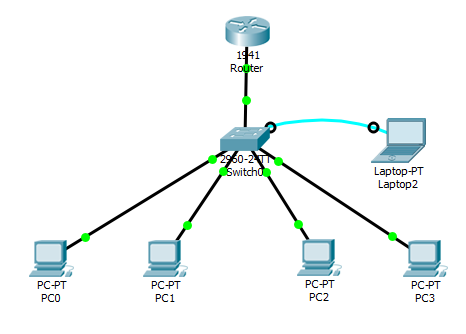 1941
Router
2960-24TT
Switch0
Laptop-PT
Laptop2
PC-PT
PC0
PC-PT
PC1
PC-PT
PC2
PC-PT
PC3